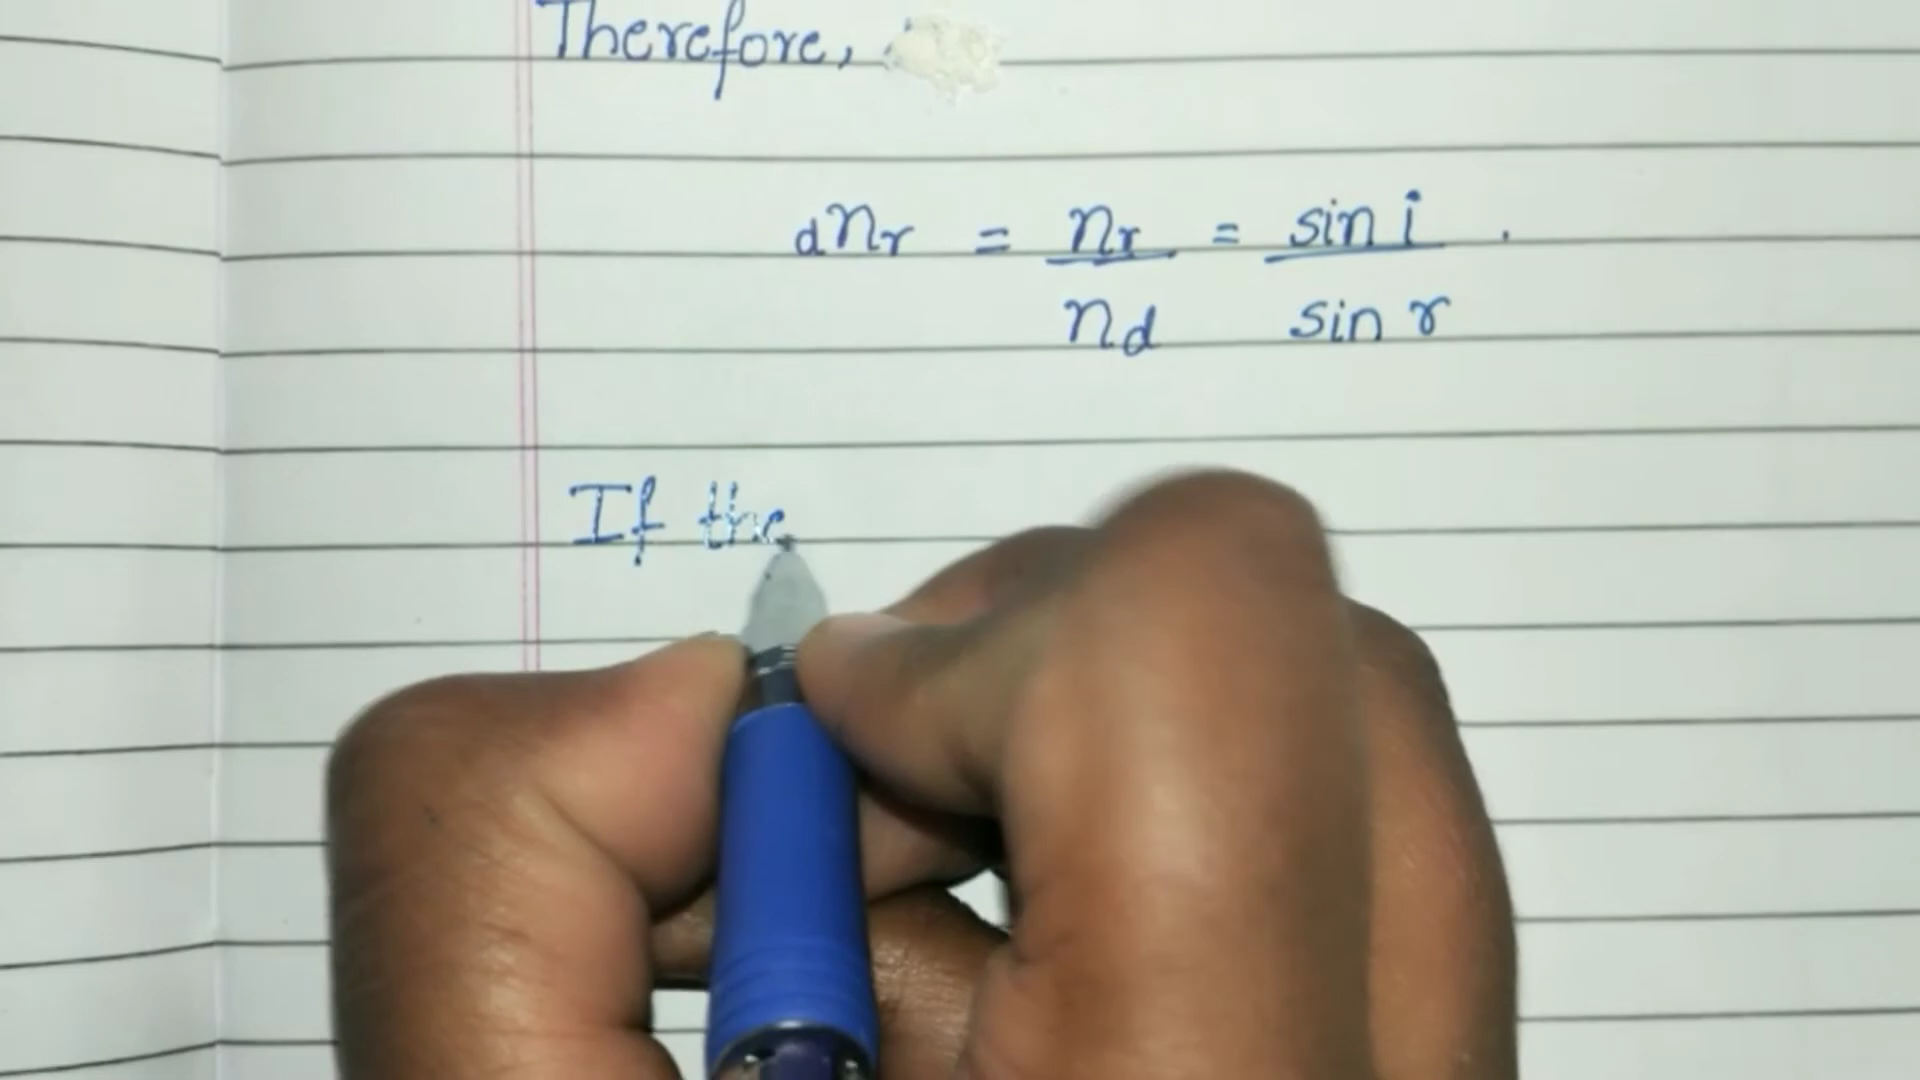 Therefore,
dnr = nr = sin i .
nd sin r
If the